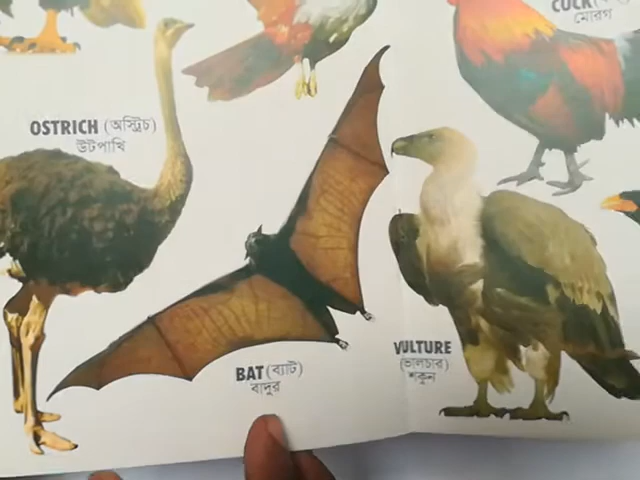 মোরগ
OSTRICH (অস্ট্রিচ)
উটপাখি
VULTURE
(ভালচার)
শকুন
BAT (ব্যাট)
বাদুর